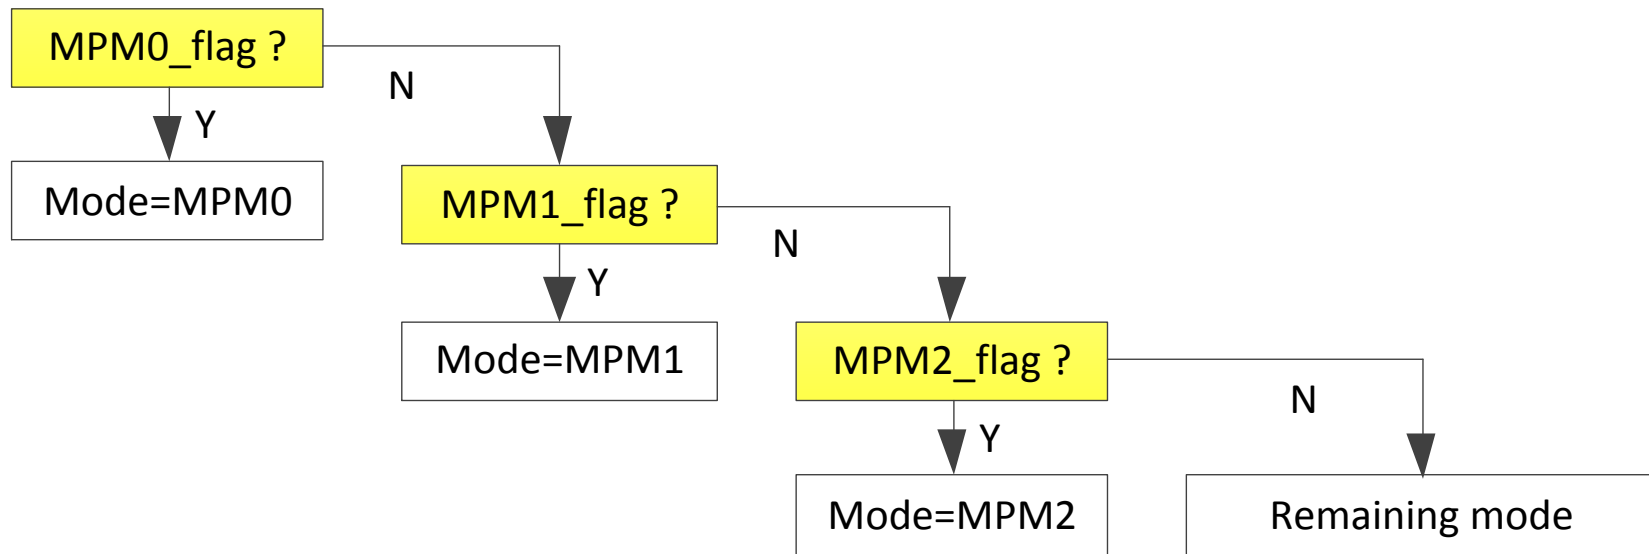 MPM0_flag ?
N
Y
Mode=MPM0
MPM1_flag ?
N
Y
Mode=MPM1
MPM2_flag ?
N
Y
Mode=MPM2
Remaining mode